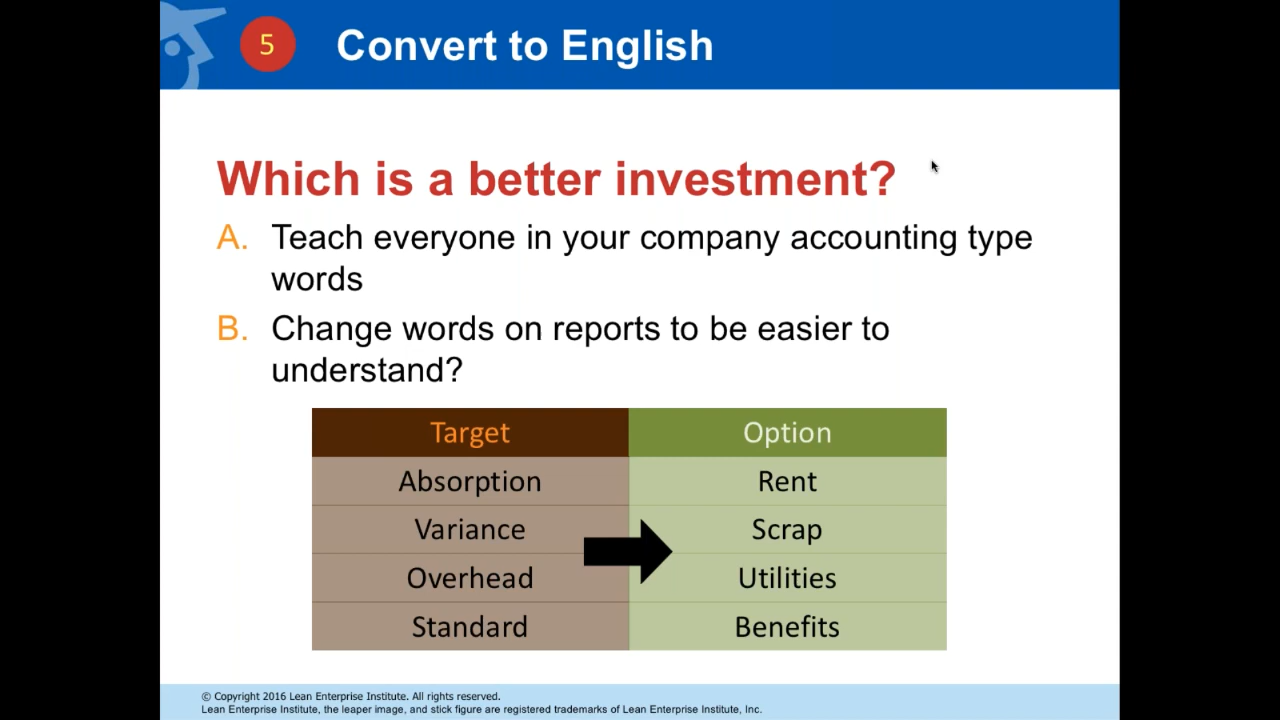 5 Convert to English
Which is a better investment?
A. Teach everyone in your company accounting type
words
B. Change words on reports to be easier to
understand?
Target Option
Absorption Rent
Variance Scrap
Overhead Utilities
Standard Benefits
© Copyright 2016 Lean Enterprise Institute. All rights reserved.
Lean Enterprise Institute, the leaper image, and stick figure are registered trademarks of Lean Enterprise Institute, Inc.